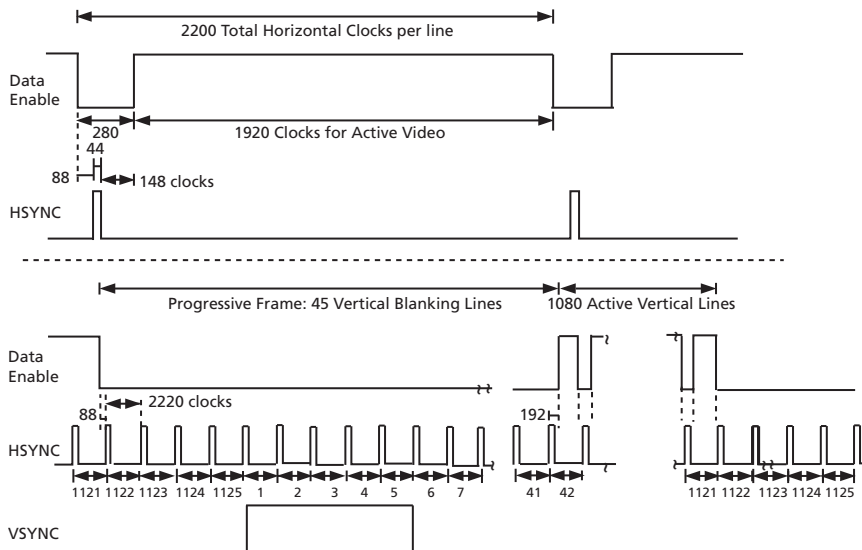 2200 Total Horizontal Clocks per line
Data
Enable
280
1920 Clocks for Active Video
44
88
148 clocks
HSYNC
Progressive Frame: 45 Vertical Blanking Lines
1080 Active Vertical Lines
Data
Enable
88
2220 clocks
192
HSYNC
1121 1122 1123 1124 1125 1 2 3 4 5 6 7 41 42 1121 1122 1123 1124 1125
VSYNC